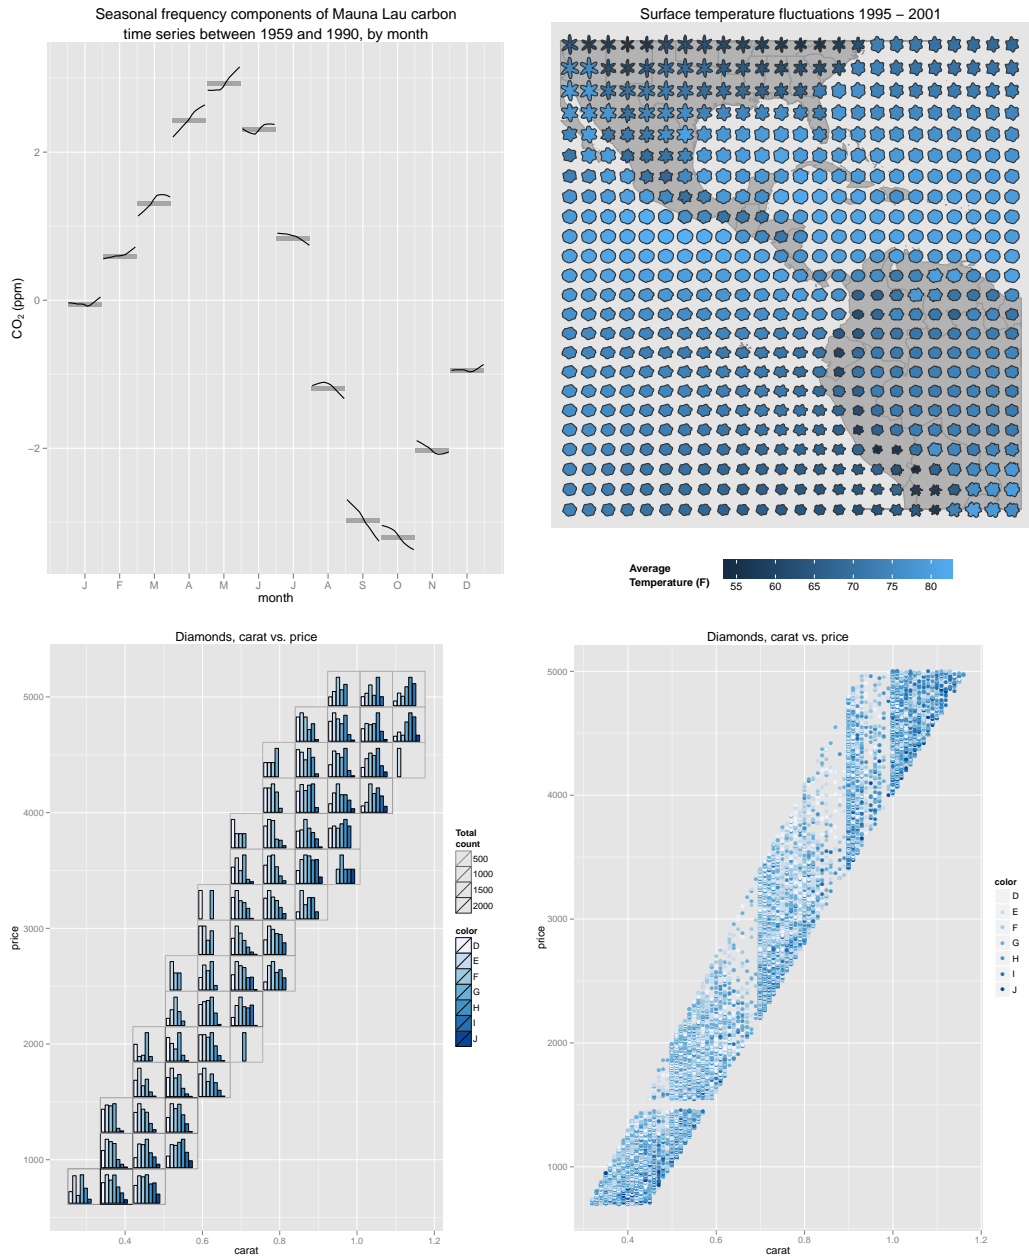 Seasonal frequency components of Mauna Lau carbon
time series between 1959 and 1990, by month
CO2 (ppm)
2
0
−2
J F M A M J J A S O N D
month
Surface temperature fluctuations 1995 – 2001
Average
Temperature (F)
55 60 65 70 75 80
Diamonds, carat vs. price
price
5000
4000
3000
2000
1000
0.4 0.6 0.8 1.0 1.2
carat
Total
count
500
1000
1500
2000
color
D
E
F
G
H
I
J
Diamonds, carat vs. price
price
5000
4000
3000
2000
1000
0.4 0.6 0.8 1.0
carat
color
D
E
F
G
H
I
J